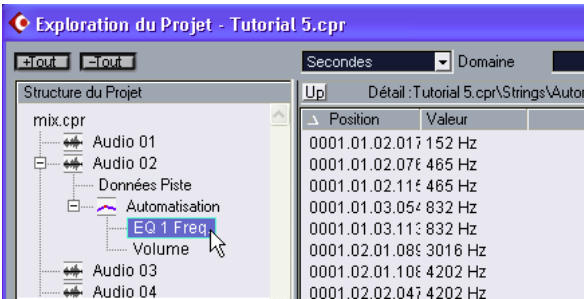 Exploration du Projet - Tutorial 5.cpr
+Tout -Tout Secondes Domaine
Structure du Projet Up Détail :Tutorial 5.cpr\Strings\Autor
mix.cpr Position Valeur
Audio 01 0001.01.02.017 152 Hz
Audio 02 0001.01.02.076 465 Hz
Données Piste 0001.01.02.115 465 Hz
Automatisation 0001.01.03.054 832 Hz
EQ 1 Freq. 0001.01.03.113 832 Hz
Volume 0001.02.01.089 3016 Hz
Audio 03 0001.02.01.108 4202 Hz
Audio 04 0001.02.02.047 4202 Hz